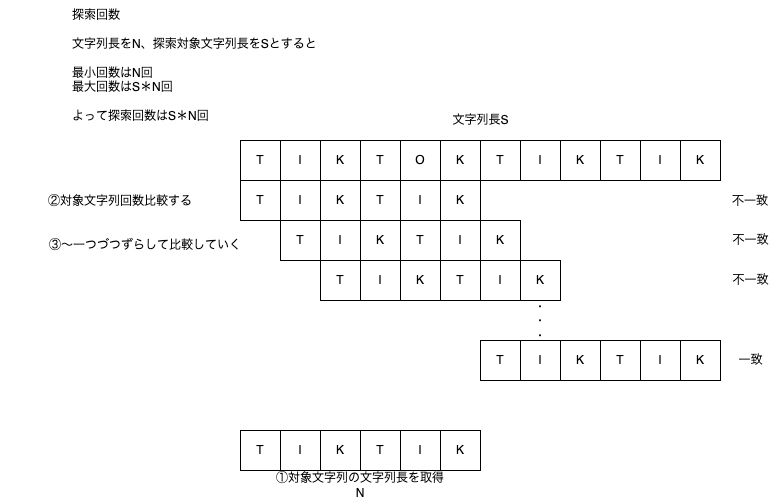 探索回数
文字列長をN、探索対象文字列長をSとすると
最小回数はN回
最大回数はS＊N回
よって探索回数はS＊N回
文字列長S
T I K T O K T I K T I K
②対象文字列回数比較する T I K T I K 不一致
③〜一つづつずらして比較していく T I K T I K 不一致
T I K T I K 不一致
T I K T I K 一致
T I K T I K
①対象文字列の文字列長を取得
N